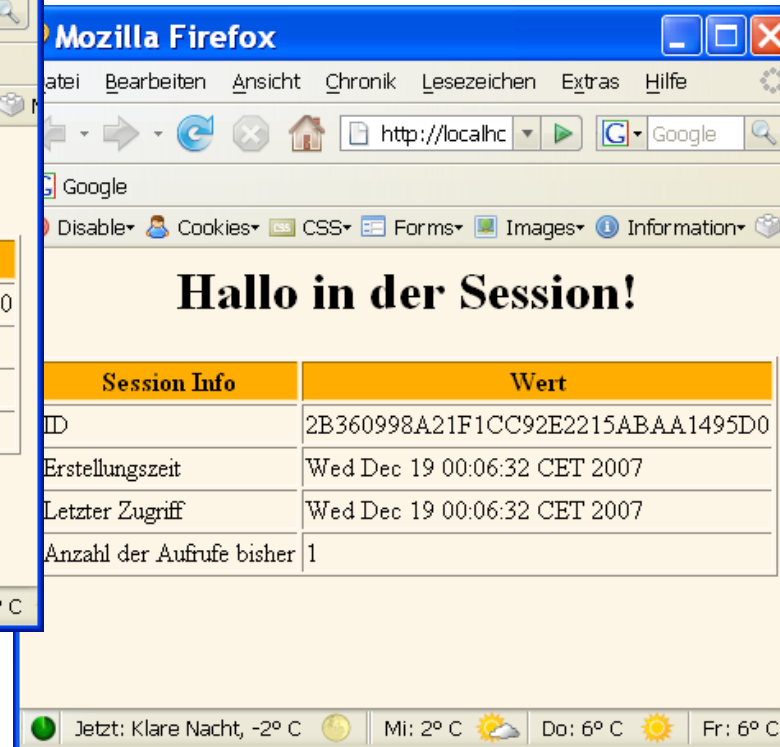 Mozilla Firefox
atei Bearbeiten Ansicht Chronik Lesezeichen Extras Hilfe
http://localhc G Google
Google
Disable Cookies CSS Forms Images Information
Hallo in der Session!
Session Info Wert
ID 2B360998A21F1CC92E2215ABAA1495D0
0
Erstellungszeit Wed Dec 19 00:06:32 CET 2007
Letzter Zugriff Wed Dec 19 00:06:32 CET 2007
Anzahl der Aufrufe bisher 1
° C
Jetzt: Klare Nacht, -2° C Mi: 2° C Do: 6° C Fr: 6° C